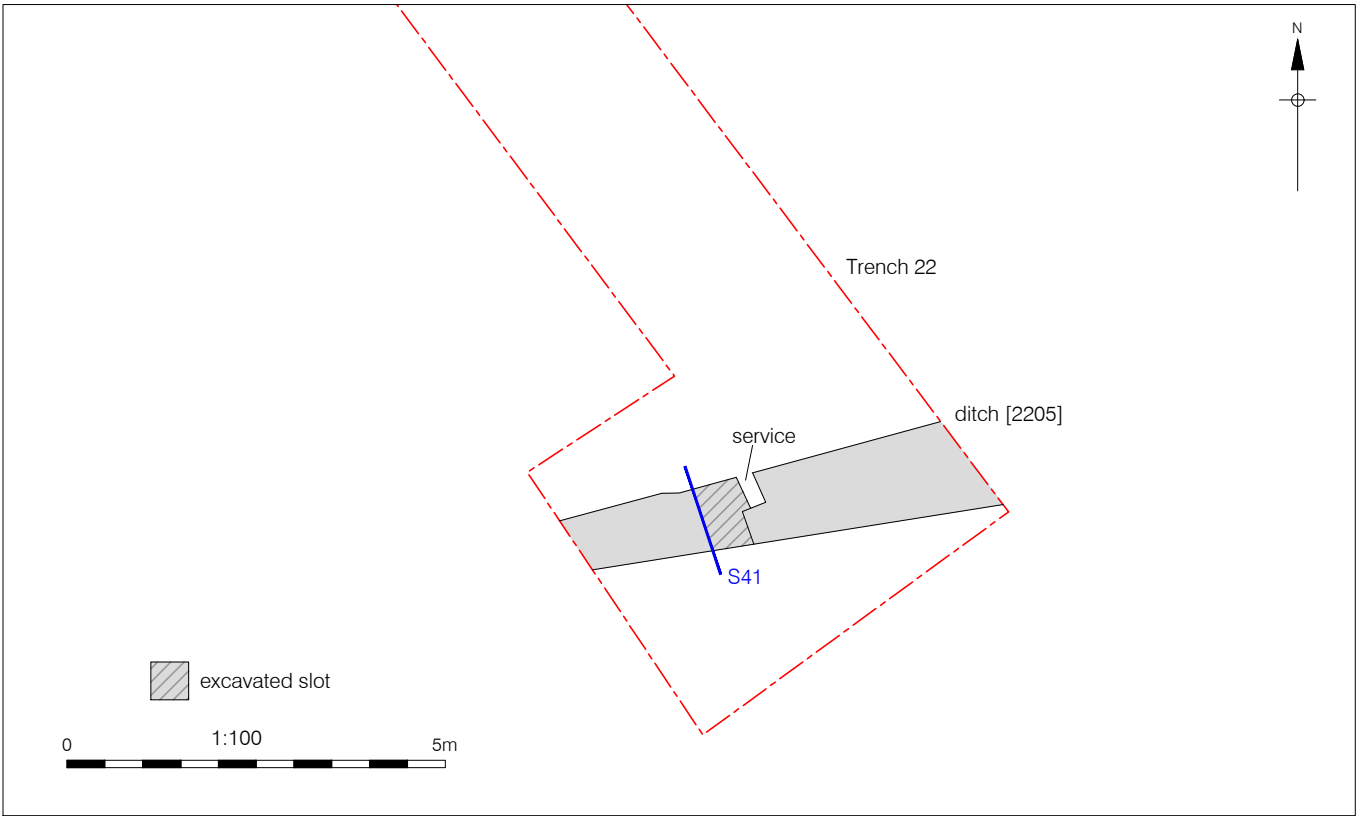 N
Trench 22
ditch [2205]
service
S41
excavated slot
0 1:100 5m